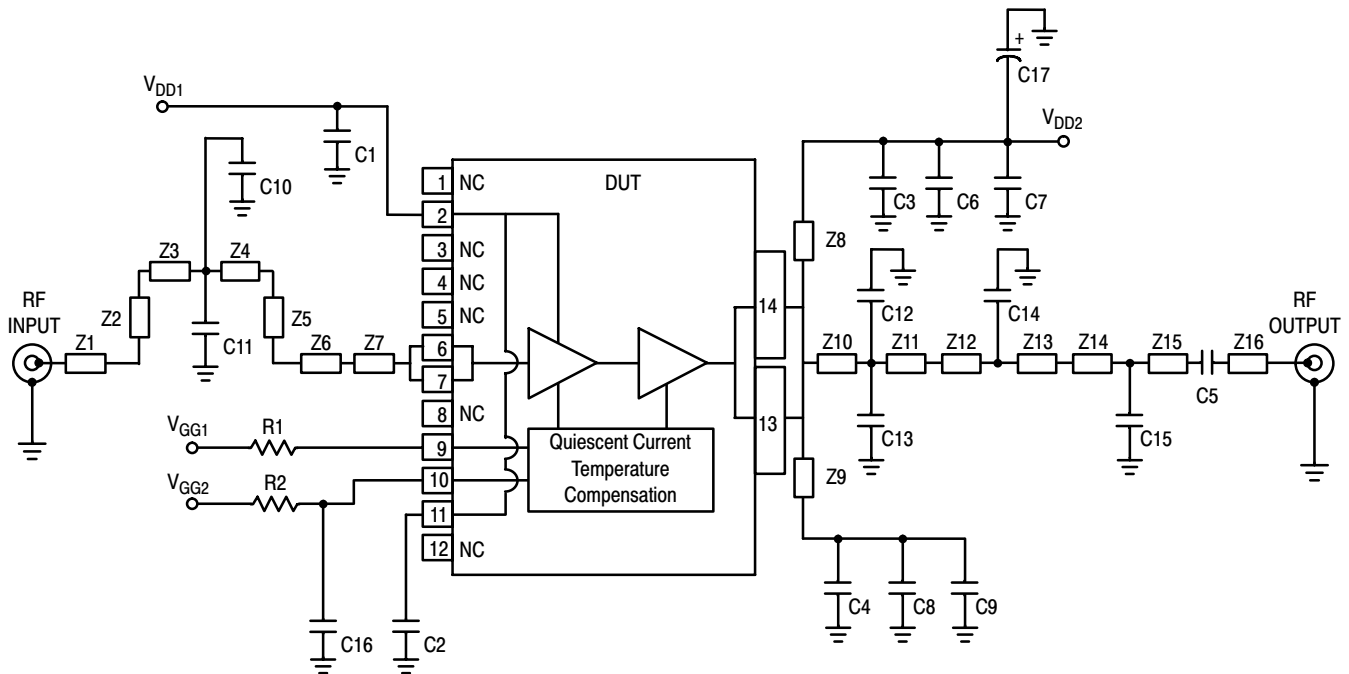 +
C17
V_DD1
V_DD2
C1
C10
1 NC
DUT
C3
C6
C7
2
Z3
Z4
3 NC
Z8
4 NC
RF
INPUT
Z2
Z5
C11
5 NC
14
C12
C14
RF
OUTPUT
Z1
Z6
Z7
6
Z10
Z11
Z12
Z13
Z14
Z15
Z16
7
C5
8 NC
13
C13
C15
V_GG1
R1
9
Quiescent Current
Temperature
Compensation
V_GG2
R2
10
Z9
11
12 NC
C16
C2
C4
C8
C9